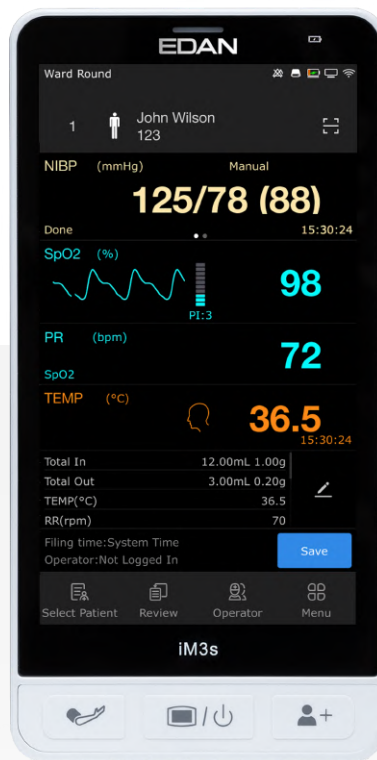 EDAN
Ward Round
1 John Wilson
123
NIBP (mmHg) Manual
125/78 (88)
Done 15:30:24
SpO2 (%)
98
PI:3
PR (bpm)
72
SpO2
TEMP (°C)
36.5
15:30:24
Total In 12.00mL 1.00g
Total Out 3.00mL 0.20g
TEMP(°C) 36.5
RR(rpm) 70
Filing time:System Time
Operator:Not Logged In
Save
Select Patient Review Operator Menu
iM3s